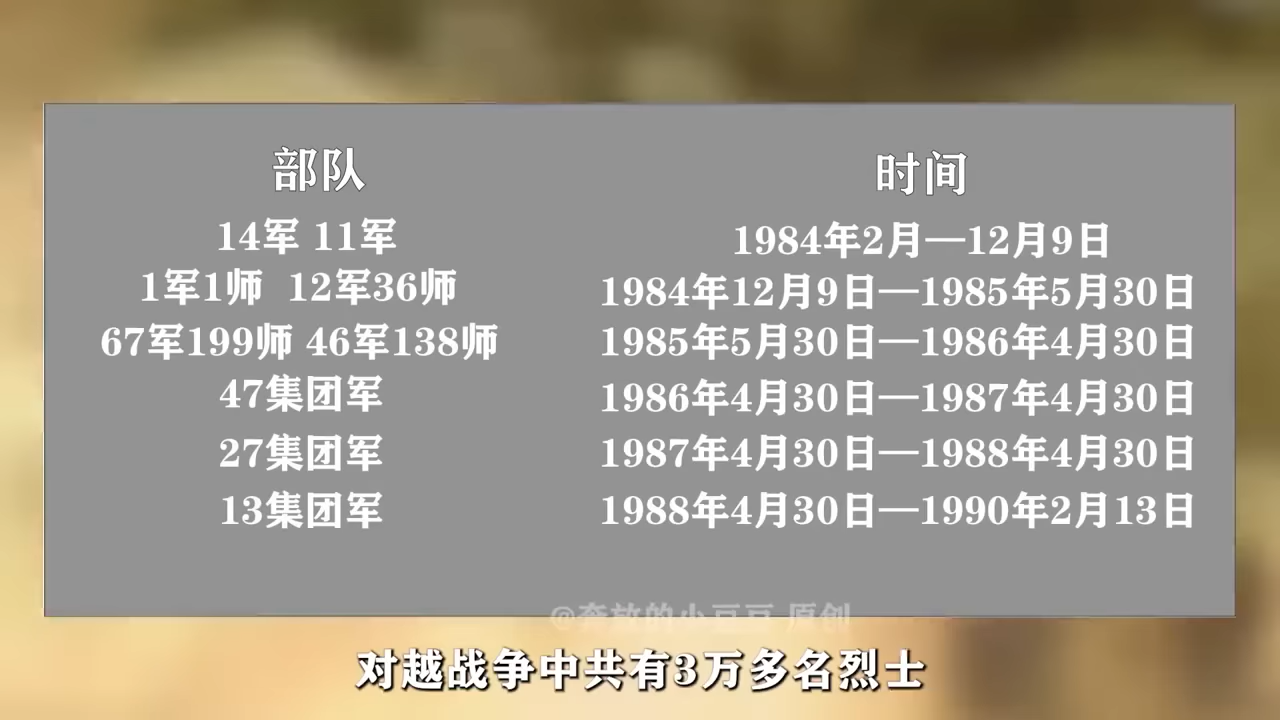 部队 时间
14军 11军 1984年2月—12月9日
1军1师 12军36师 1984年12月9日—1985年5月30日
67军199师 46军138师 1985年5月30日—1986年4月30日
47集团军 1986年4月30日—1987年4月30日
27集团军 1987年4月30日—1988年4月30日
13集团军 1988年4月30日—1990年2月13日
@奔放的小豆豆 原创
对越战争中共有3万多名烈士